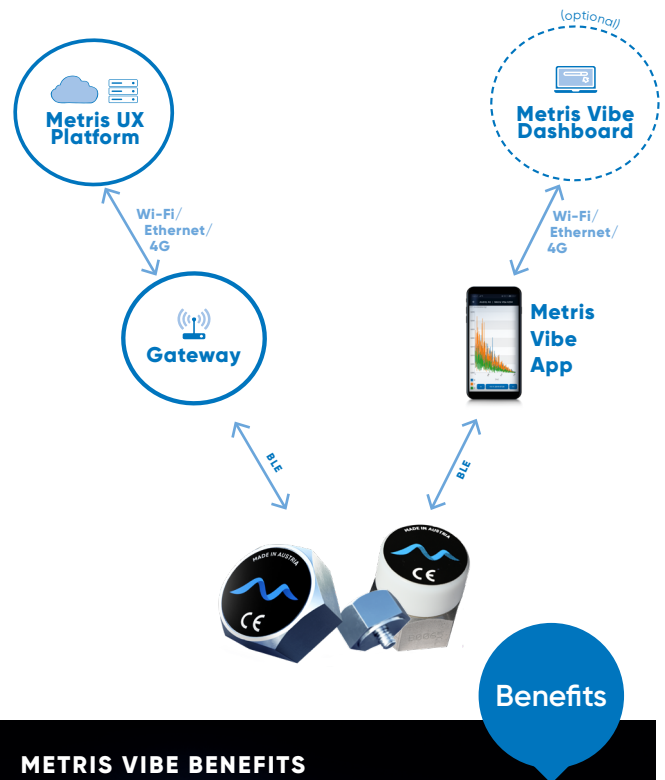 (optional)
Metris UX
Platform
Metris Vibe
Dashboard
Wi-Fi/
Ethernet/
4G
Wi-Fi/
Ethernet/
4G
Gateway
Metris
Vibe
App
BLE
BLE
MADE IN AUSTRIA
CE
MADE IN AUSTRIA
CE
Benefits
METRIS VIBE BENEFITS